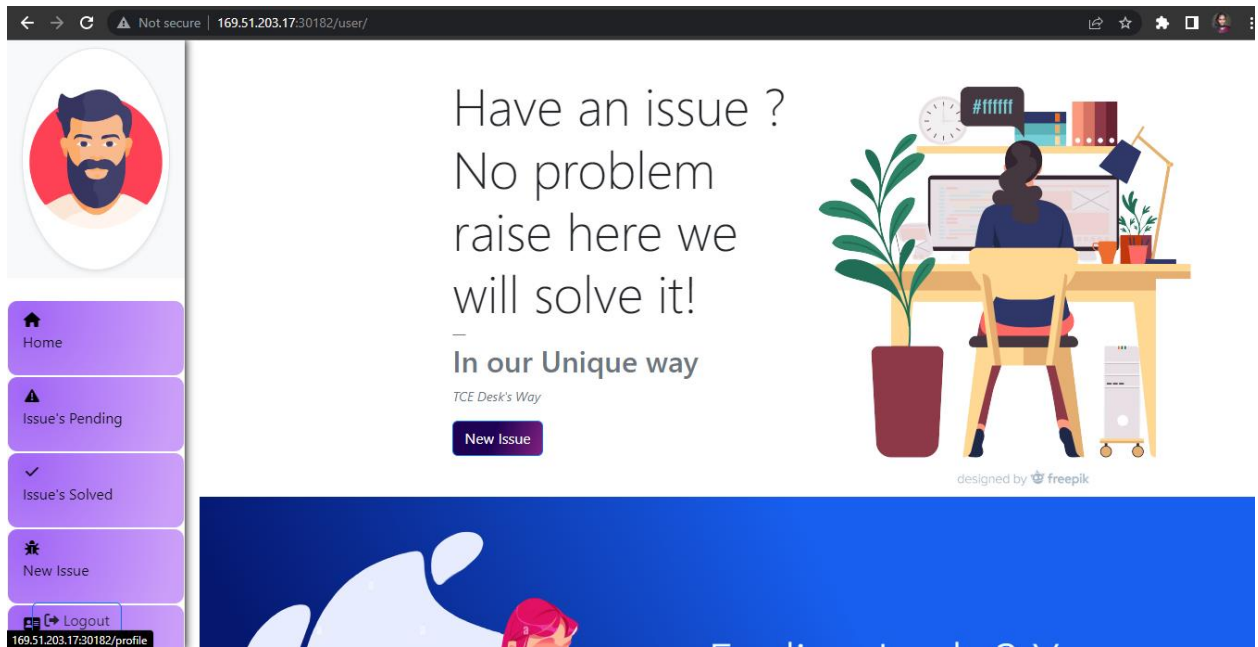 Not secure | 169.51.203.17:30182/user/
Have an issue ?
No problem
raise here we
will solve it!
In our Unique way
TCE Desk's Way
New Issue
#ffffff
designed by freepik
Home
Issue's Pending
Issue's Solved
New Issue
Logout
169.51.203.17:30182/profile